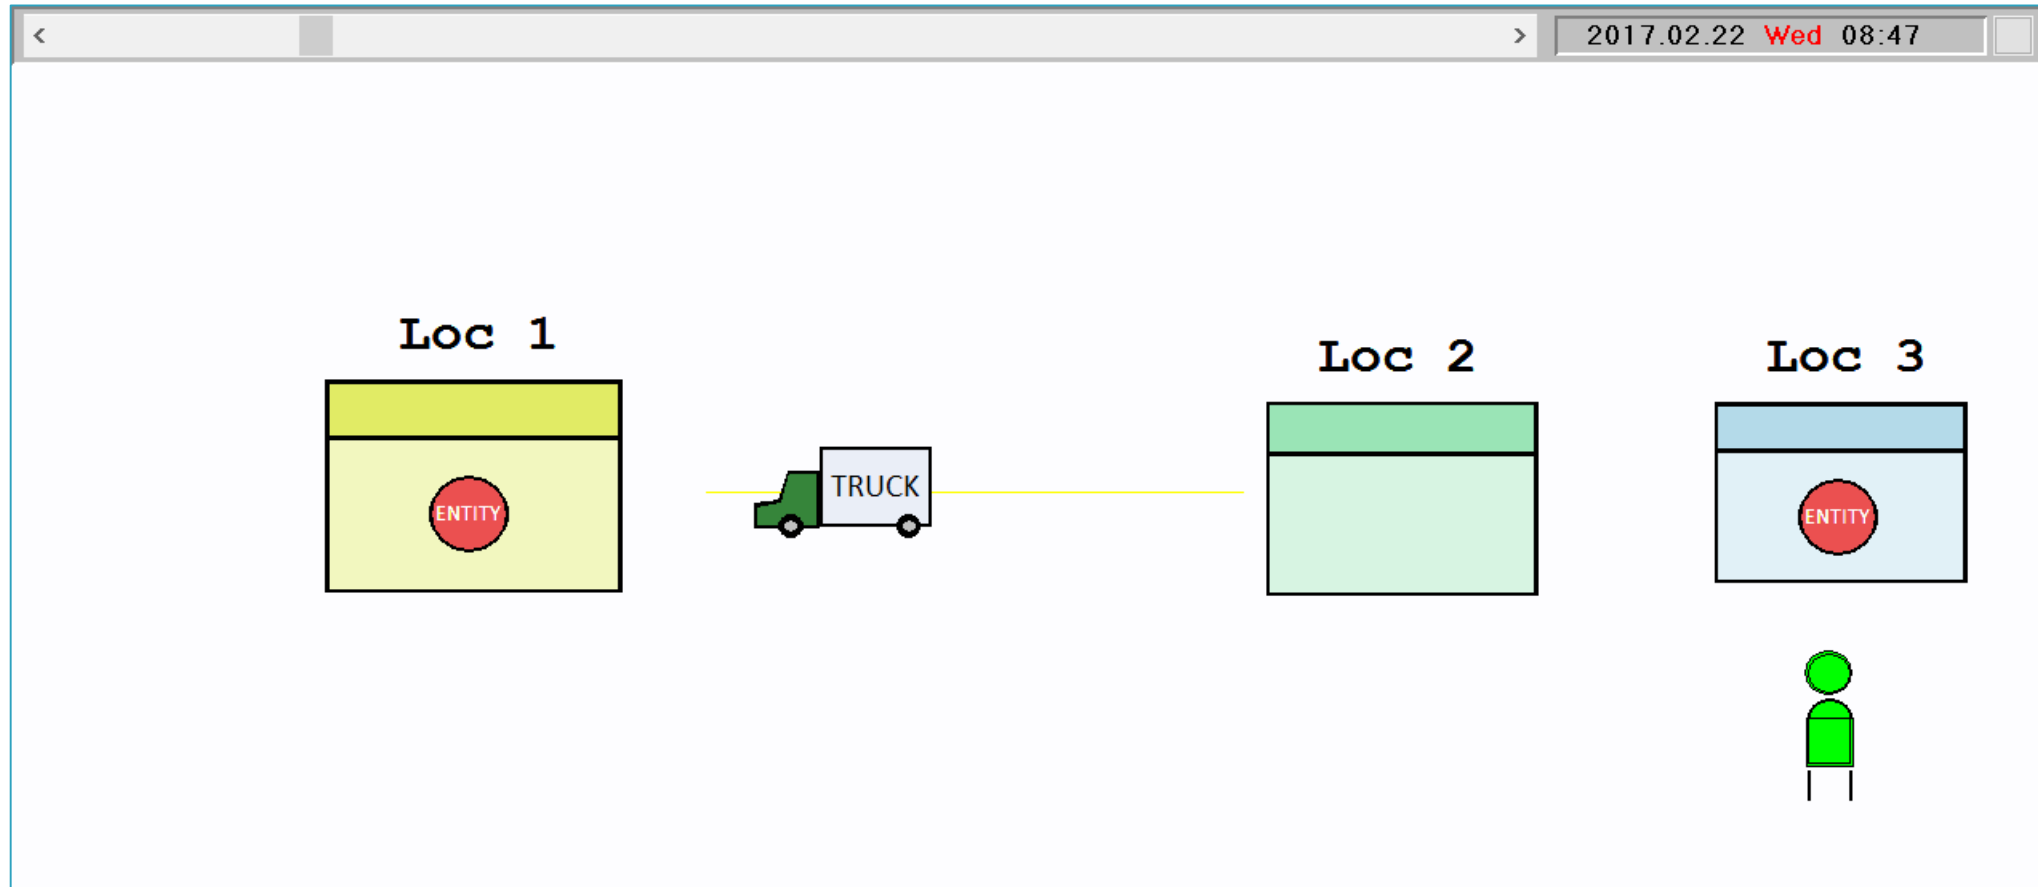 2017.02.22 Wed 08:47
Loc 1
Loc 2
Loc 3
TRUCK
ENTITY
ENTITY